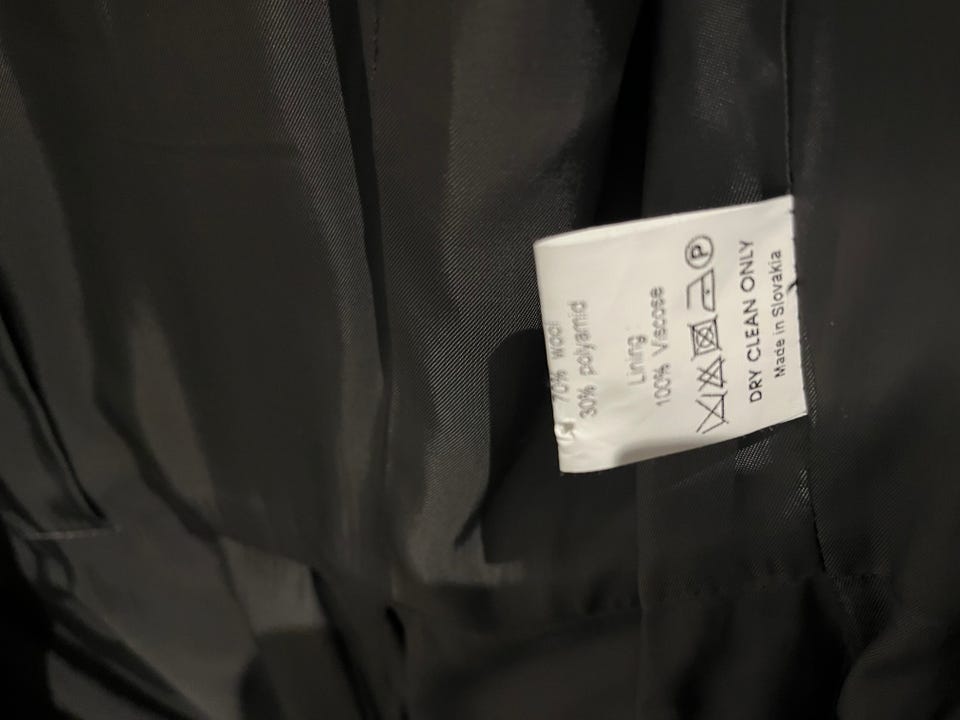 70% wool
30% polyamid
Lining :
100% Viscose
P
DRY CLEAN ONLY
Made in Slovakia